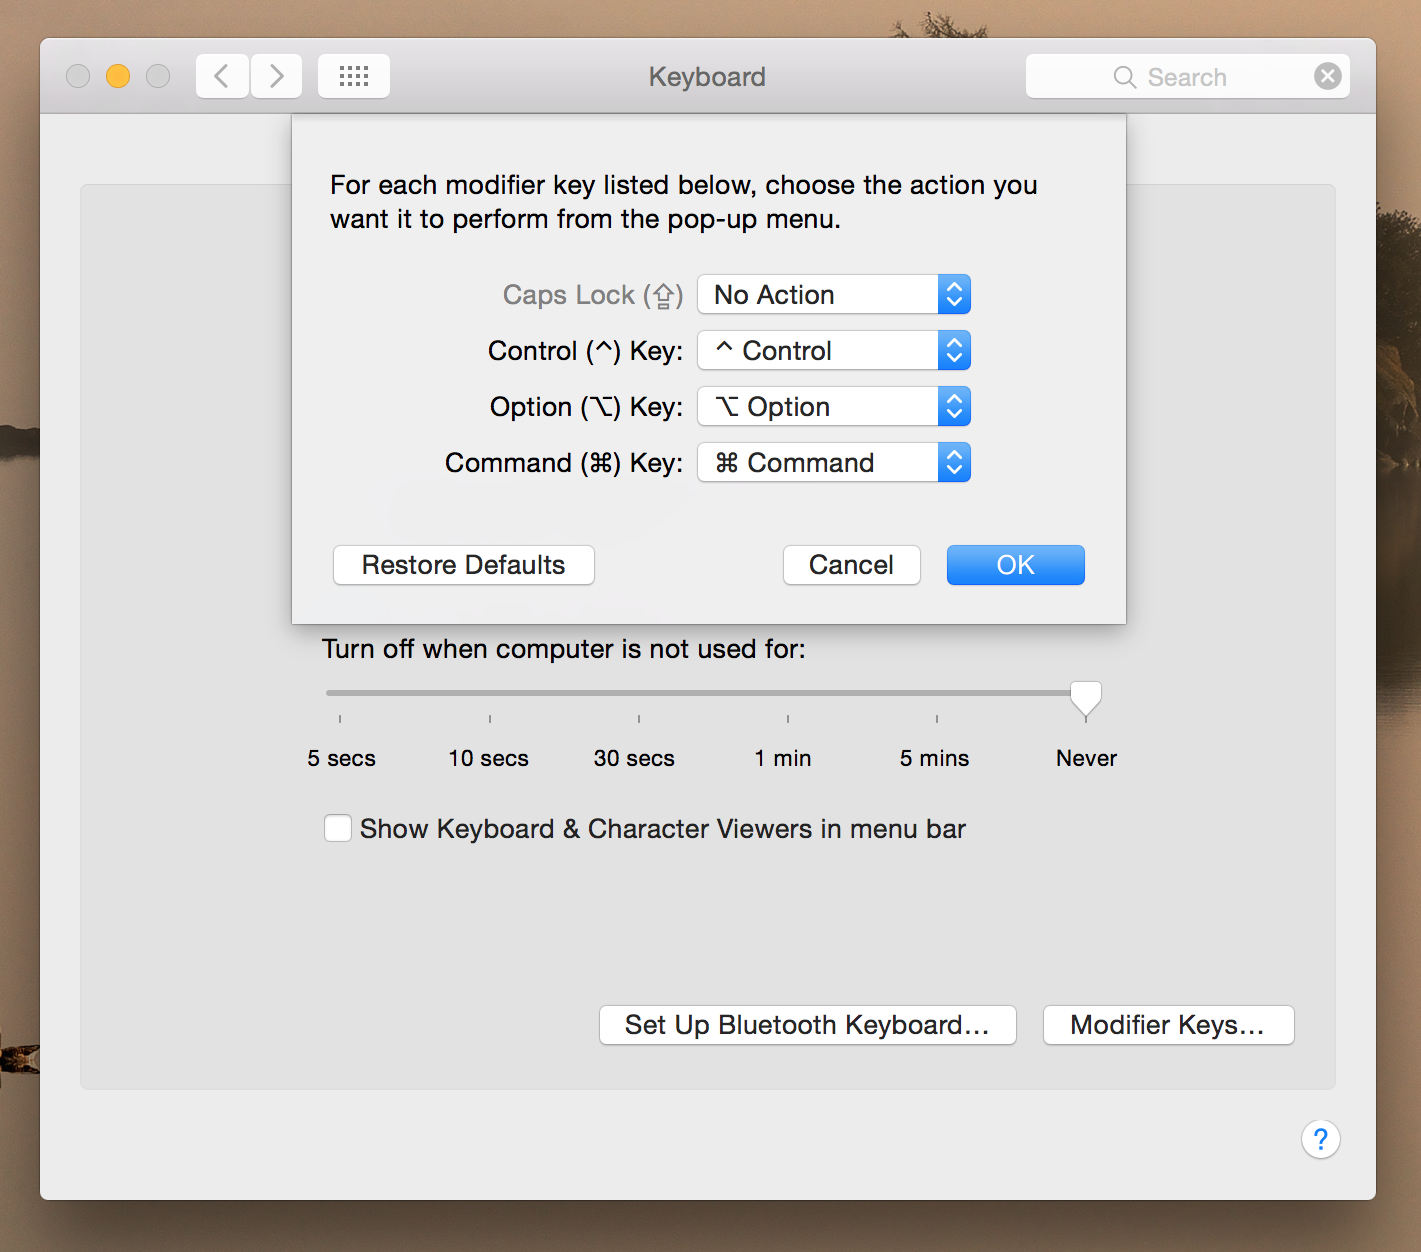 Keyboard
Search
For each modifier key listed below, choose the action you
want it to perform from the pop-up menu.
Caps Lock (⇪) No Action
Control (^) Key: ^ Control
Option (⌥) Key: ⌥ Option
Command (⌘) Key: ⌘ Command
Restore Defaults Cancel OK
Turn off when computer is not used for:
5 secs 10 secs 30 secs 1 min 5 mins Never
Show Keyboard & Character Viewers in menu bar
Set Up Bluetooth Keyboard... Modifier Keys...
?